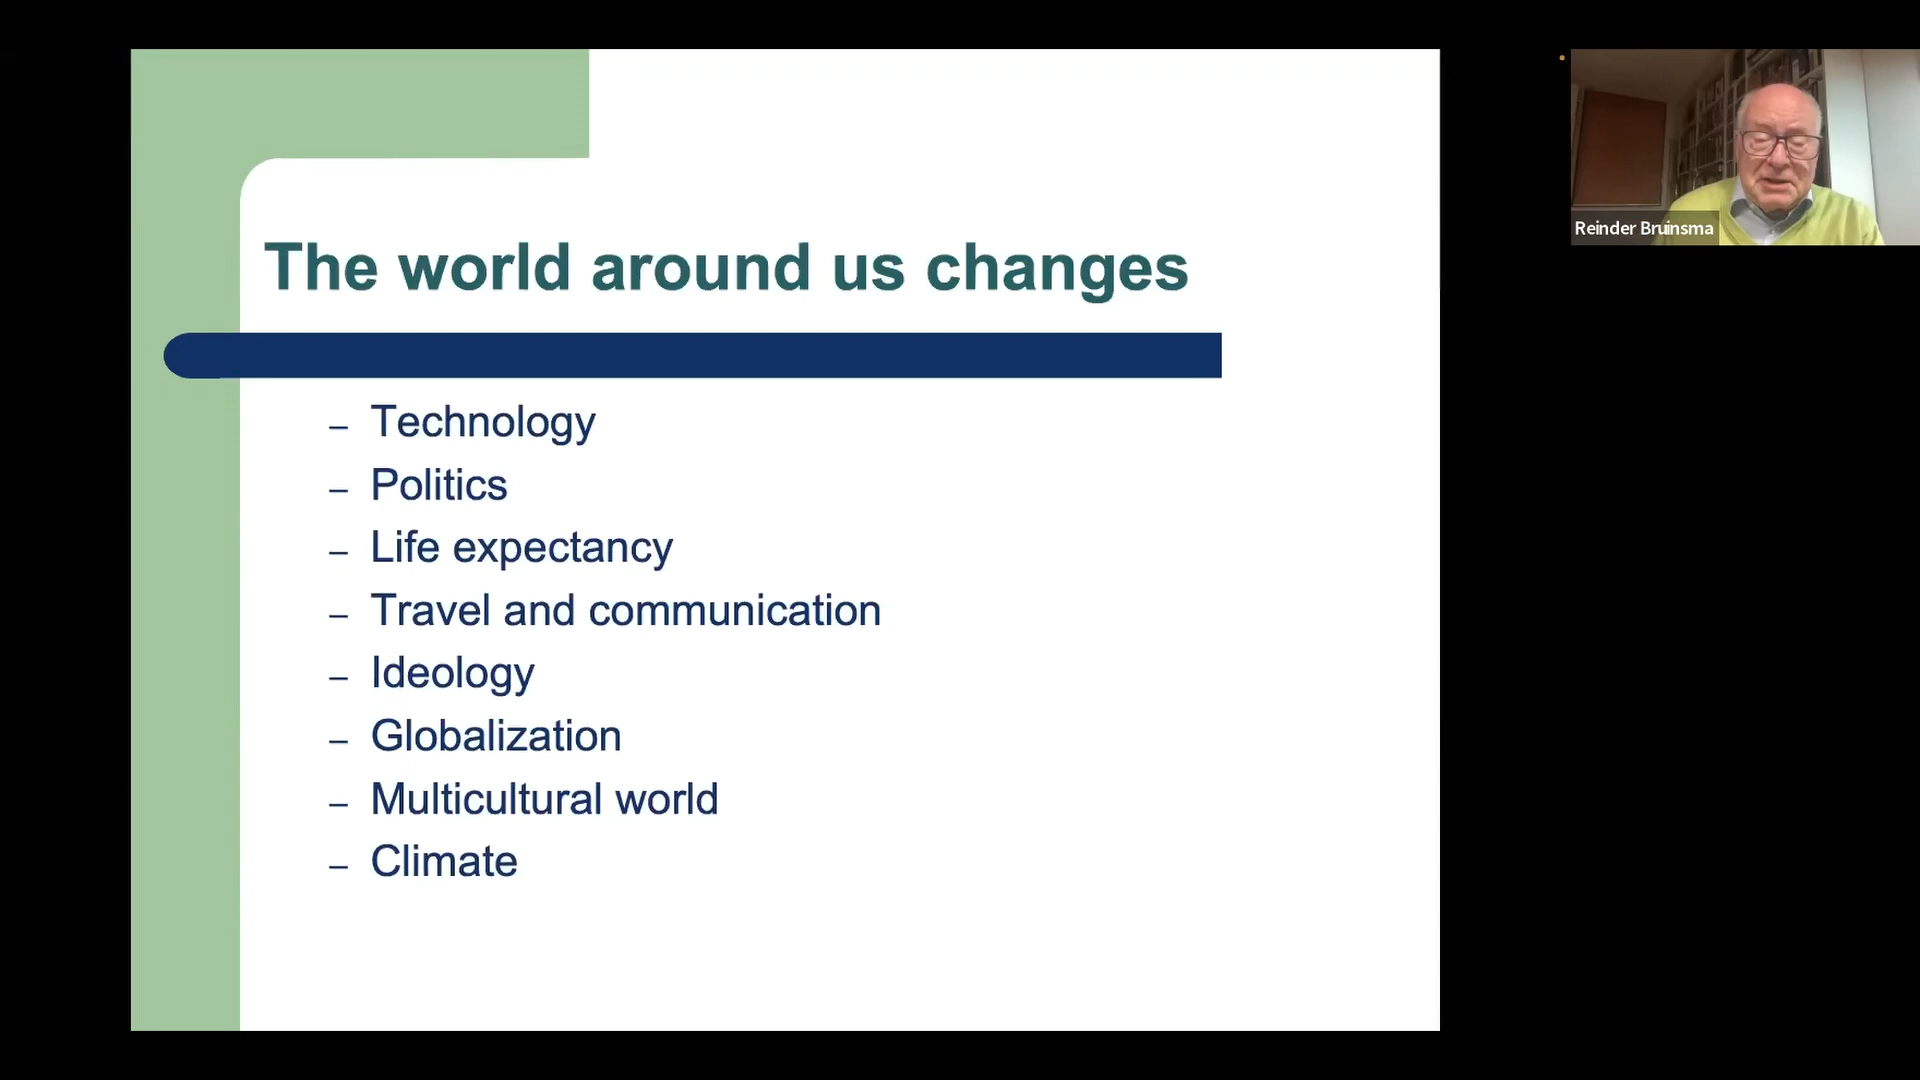 The world around us changes
– Technology
– Politics
– Life expectancy
– Travel and communication
– Ideology
– Globalization
– Multicultural world
– Climate
Reinder Bruinsma